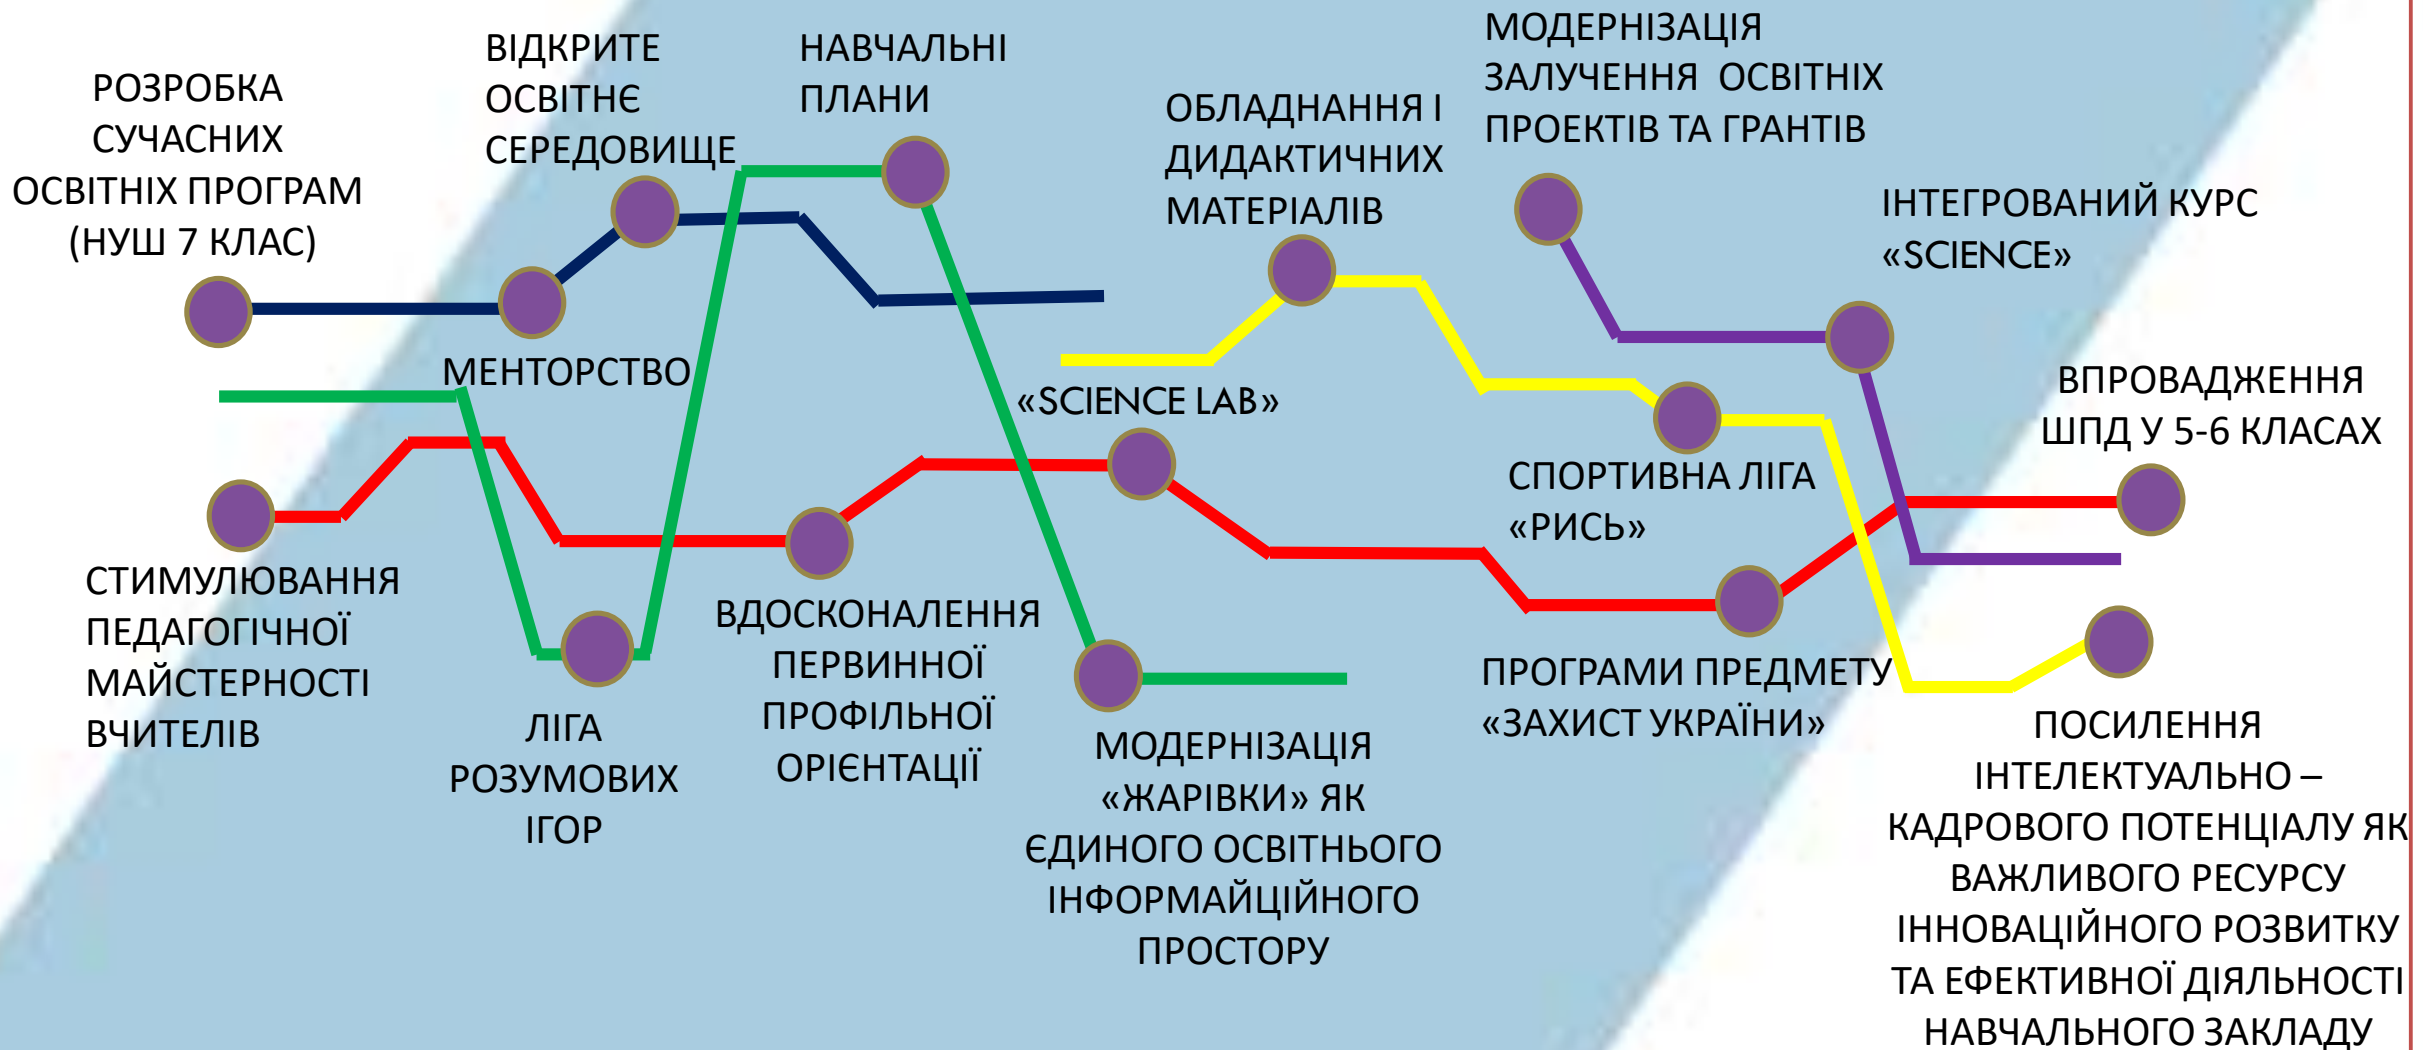 РОЗРОБКА
СУЧАСНИХ
ОСВІТНІХ ПРОГРАМ
(НУШ 7 КЛАС)
ВІДКРИТЕ
ОСВІТНЄ
СЕРЕДОВИЩЕ
НАВЧАЛЬНІ
ПЛАНИ
ОБЛАДНАННЯ І
ДИДАКТИЧНИХ
МАТЕРІАЛІВ
МОДЕРНІЗАЦІЯ
ЗАЛУЧЕННЯ ОСВІТНІХ
ПРОЕКТІВ ТА ГРАНТІВ
ІНТЕГРОВАНИЙ КУРС
«SCIENCE»
МЕНТОРСТВО
«SCIENCE LAB»
ВПРОВАДЖЕННЯ
ШПД У 5-6 КЛАСАХ
СПОРТИВНА ЛІГА
«РИСЬ»
СТИМУЛЮВАННЯ
ПЕДАГОГІЧНОЇ
МАЙСТЕРНОСТІ
ВЧИТЕЛІВ
ЛІГА
РОЗУМОВИХ
ІГОР
ВДОСКОНАЛЕННЯ
ПЕРВИННОЇ
ПРОФІЛЬНОЇ
ОРІЄНТАЦІЇ
МОДЕРНІЗАЦІЯ
«ЖАРІВКИ» ЯК
ЄДИНОГО ОСВІТНЬОГО
ІНФОРМАЙЦІЙНОГО
ПРОСТОРУ
ПРОГРАМИ ПРЕДМЕТУ
«ЗАХИСТ УКРАЇНИ»
ПОСИЛЕННЯ
ІНТЕЛЕКТУАЛЬНО –
КАДРОВОГО ПОТЕНЦІАЛУ ЯК
ВАЖЛИВОГО РЕСУРСУ
ІННОВАЦІЙНОГО РОЗВИТКУ
ТА ЕФЕКТИВНОЇ ДІЯЛЬНОСТІ
НАВЧАЛЬНОГО ЗАКЛАДУ